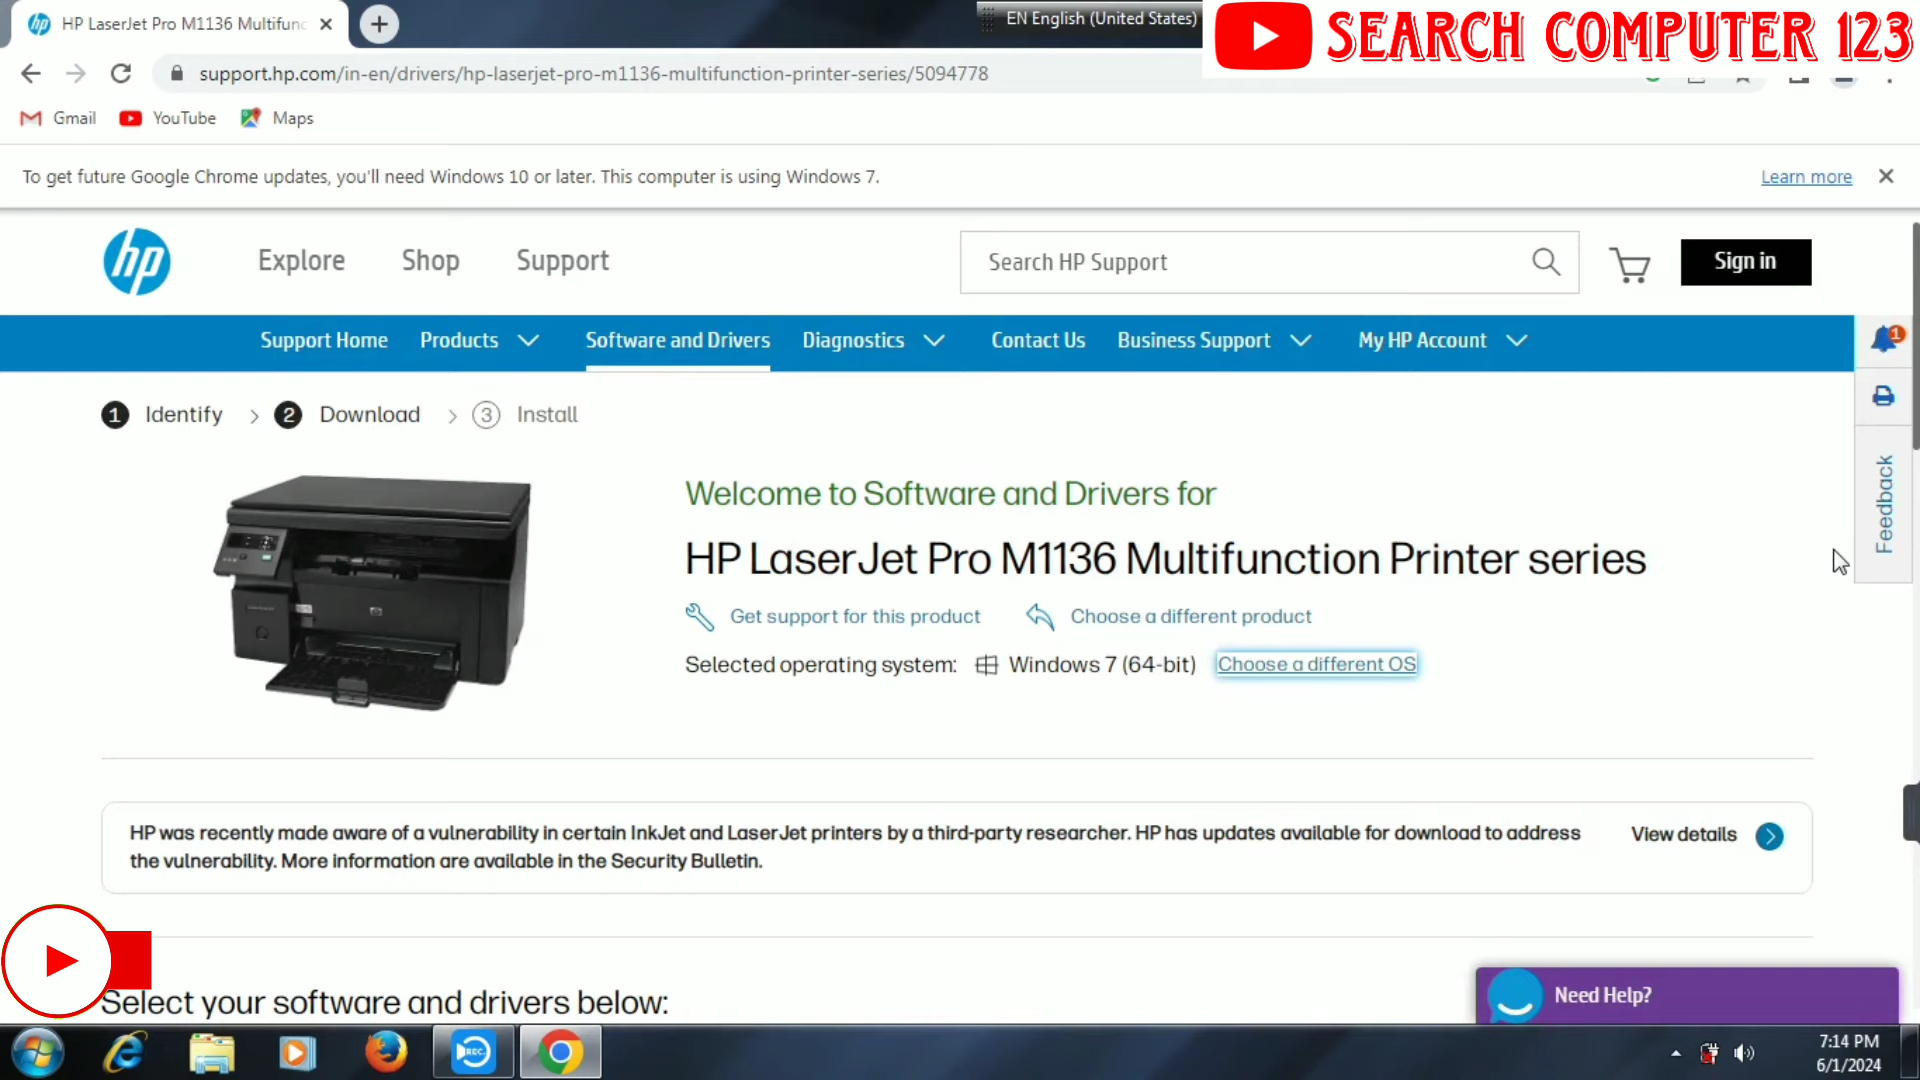 HP LaserJet Pro M1136 Multifunc
EN English (United States)
SEARCH COMPUTER 123
support.hp.com/in-en/drivers/hp-laserjet-pro-m1136-multifunction-printer-series/5094778
Gmail YouTube Maps
To get future Google Chrome updates, you'll need Windows 10 or later. This computer is using Windows 7.
Learn more
hp
Explore Shop Support
Search HP Support
Sign in
Support Home Products Software and Drivers Diagnostics Contact Us Business Support My HP Account
1
1 Identify > 2 Download > 3 Install
Feedback
Welcome to Software and Drivers for
HP LaserJet Pro M1136 Multifunction Printer series
Get support for this product Choose a different product
Selected operating system: Windows 7 (64-bit) Choose a different OS
HP was recently made aware of a vulnerability in certain InkJet and LaserJet printers by a third-party researcher. HP has updates available for download to address
the vulnerability. More information are available in the Security Bulletin.
View details
Select your software and drivers below:
Need Help?
REC
7:14 PM
6/1/2024